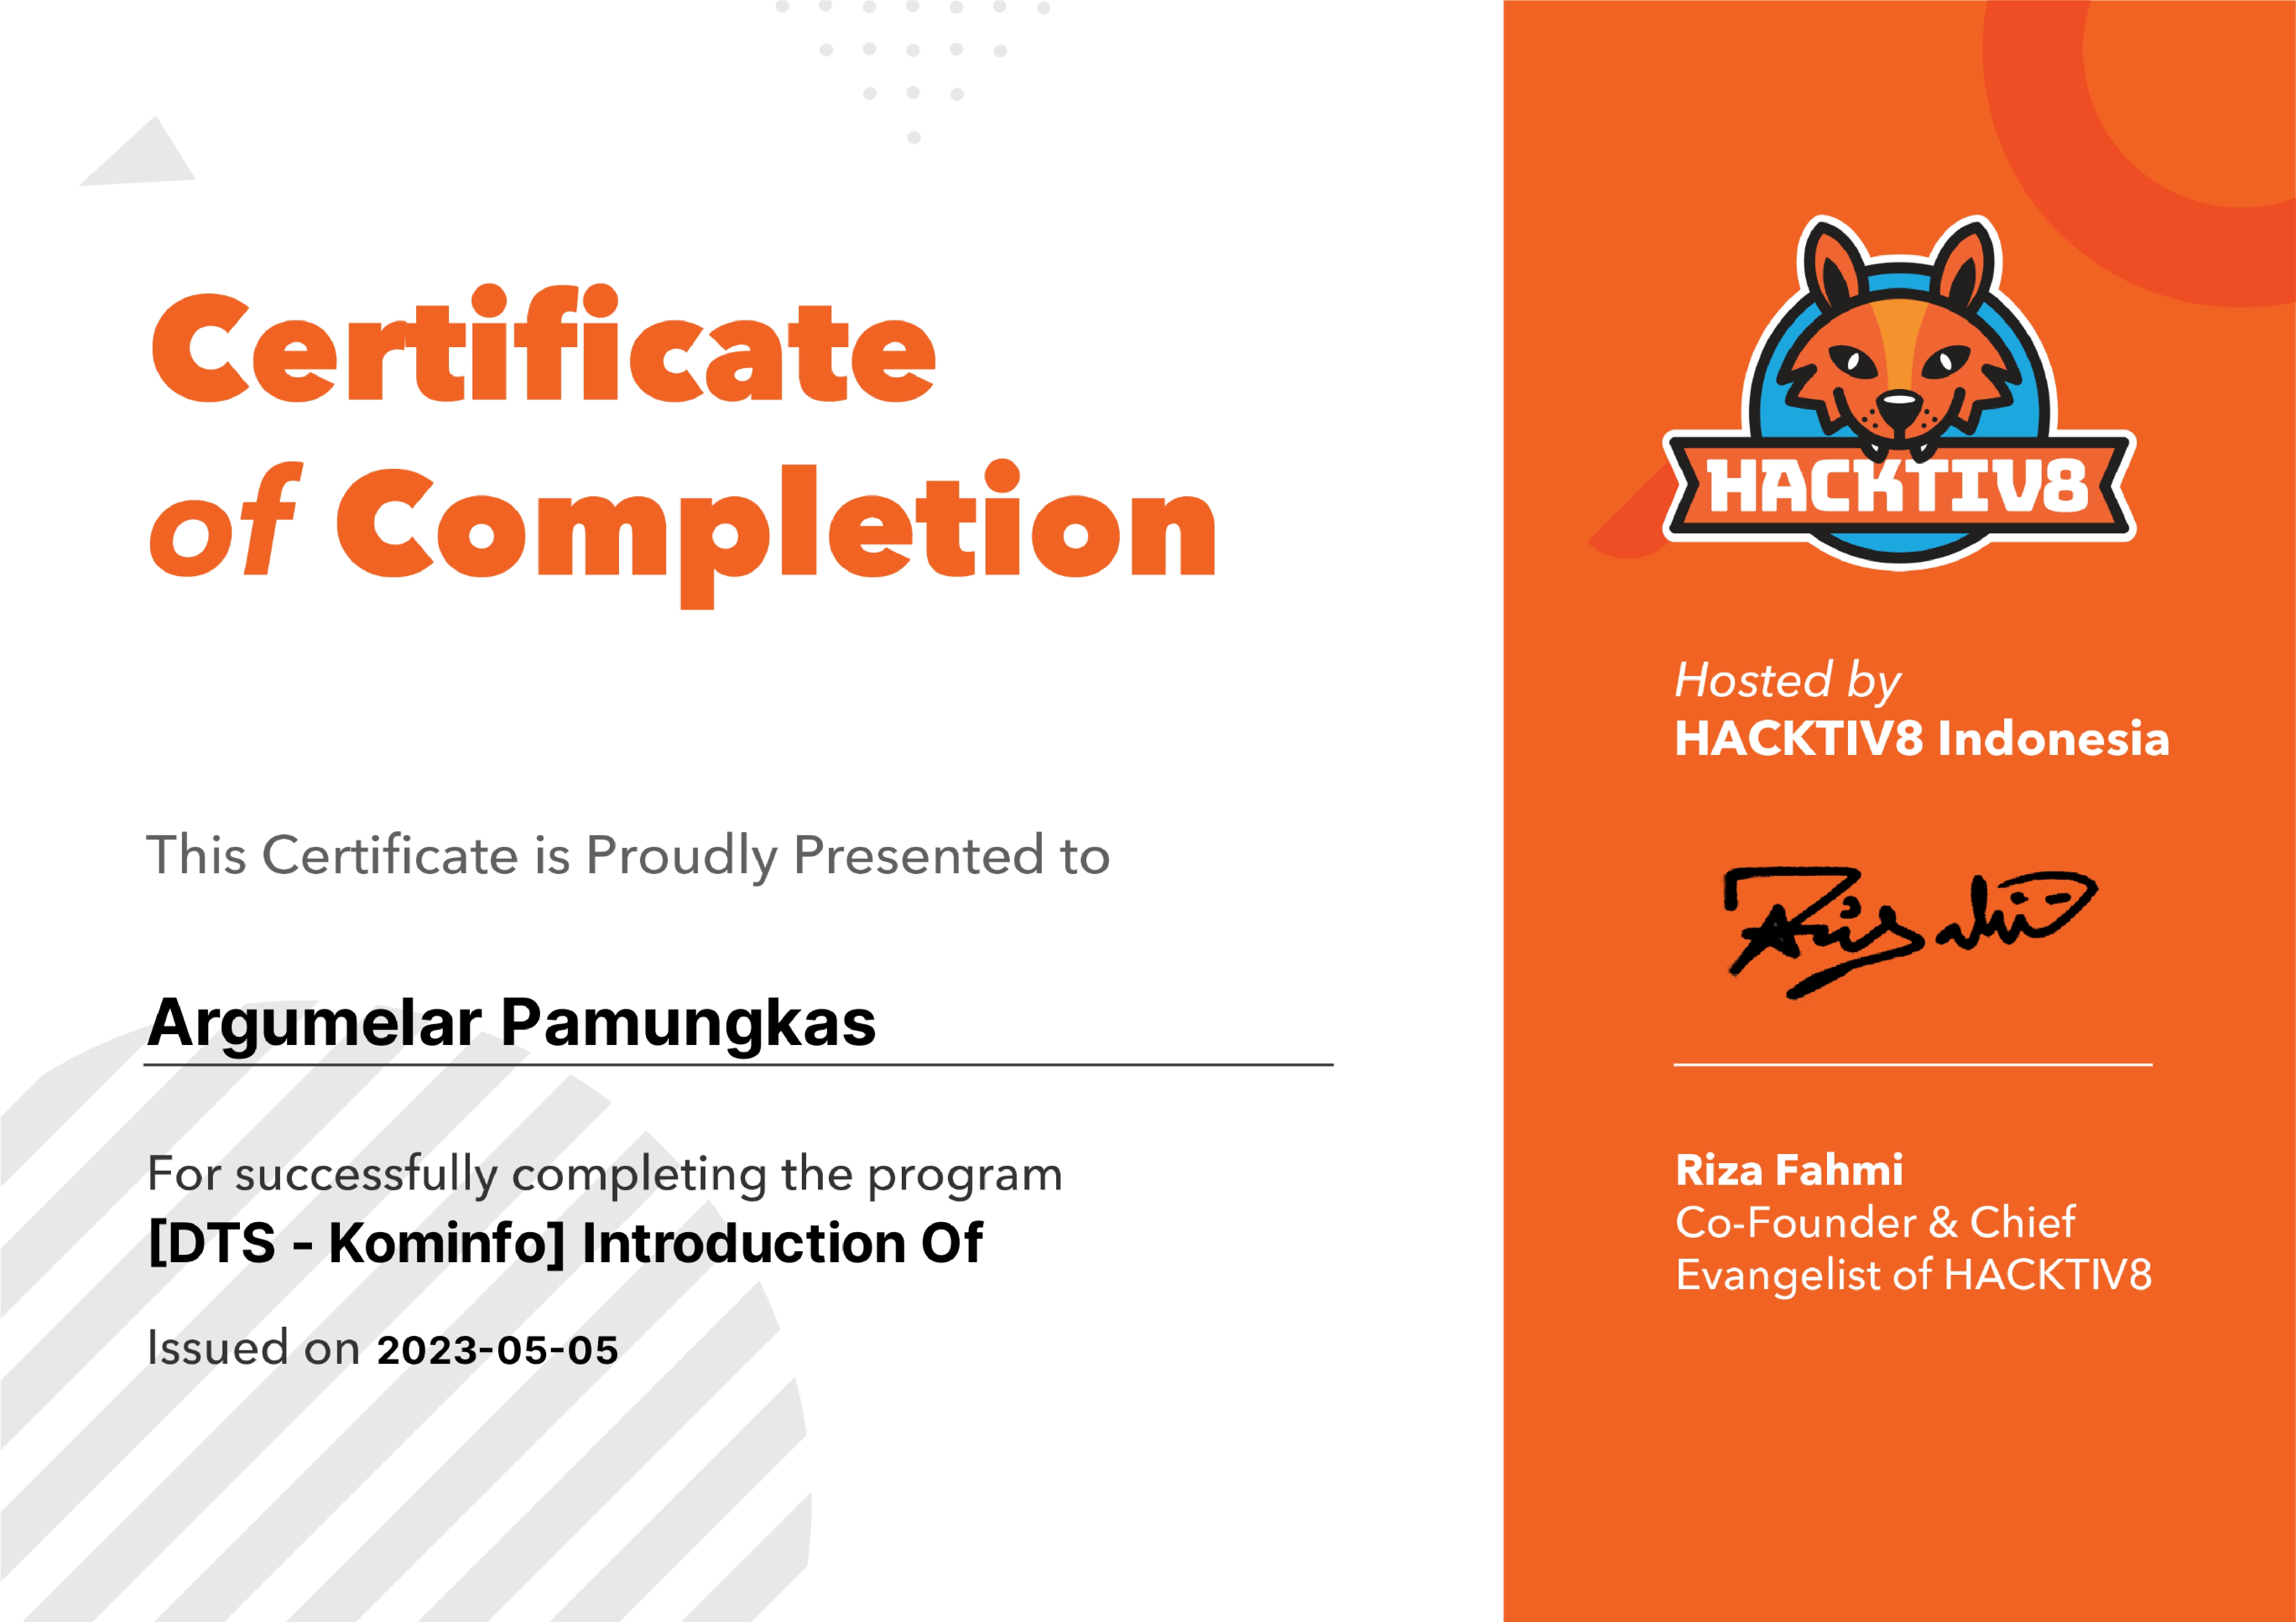 Certificate
of Completion
This Certificate is Proudly Presented to
Argumelar Pamungkas
For successfully completing the program
[DTS - Kominfo] Introduction Of
Issued on 2023-05-05
HACKTIV8
Hosted by
HACKTIV8 Indonesia
Riza Fahmi
Co-Founder & Chief
Evangelist of HACKTIV8